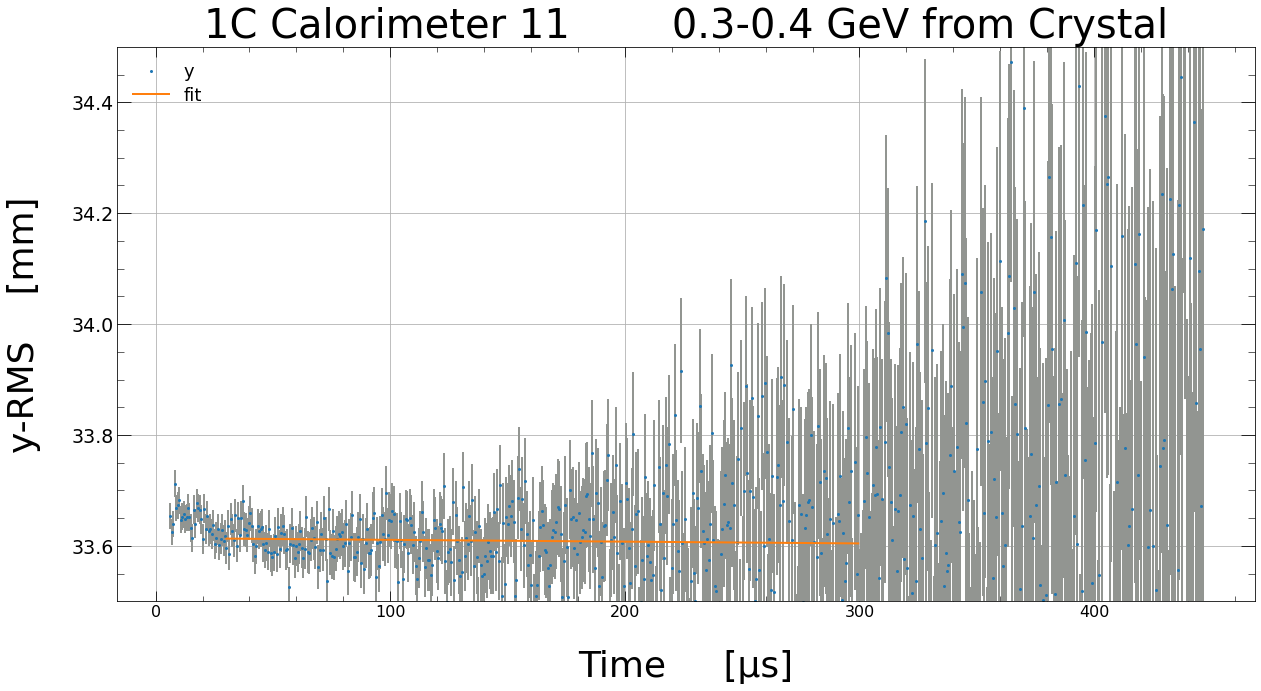 1C Calorimeter 11 0.3-0.4 GeV from Crystal
y
fit
34.4
34.2
34.0
33.8
33.6
y-RMS [mm]
0 100 200 300 400
Time [µs]